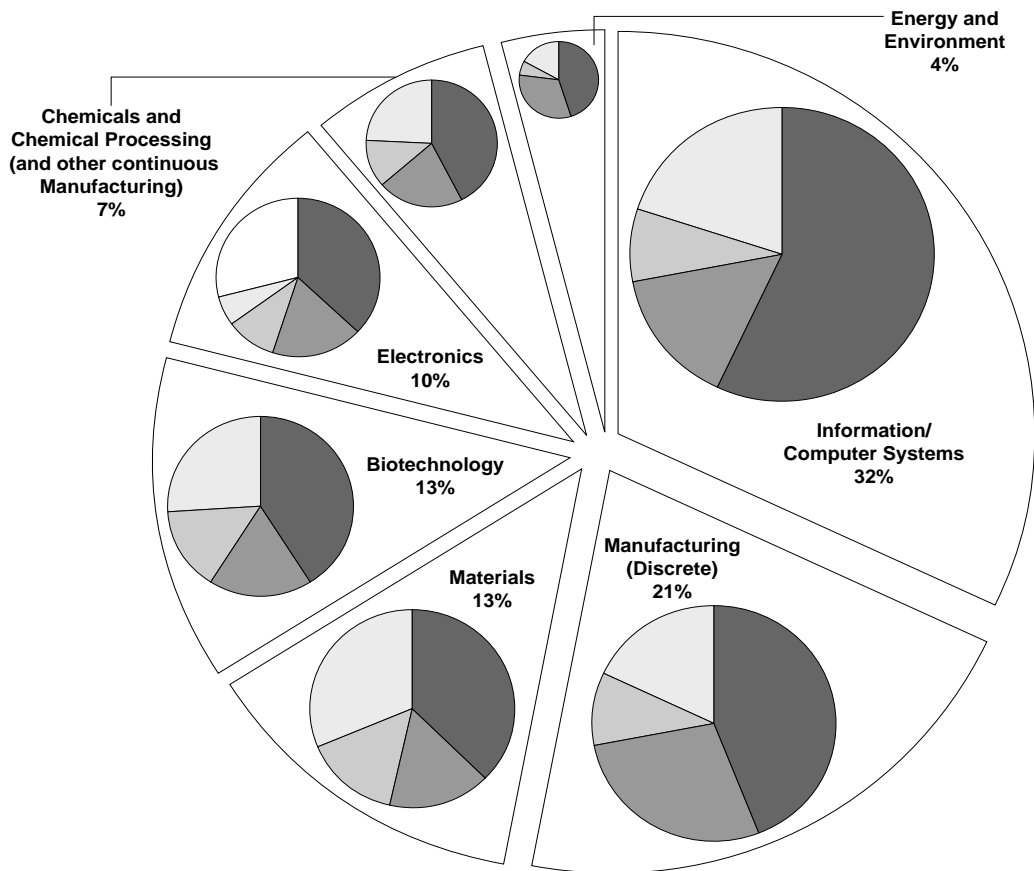 Energy and
Environment
4%
Chemicals and
Chemical Processing
(and other continuous
Manufacturing)
7%
Electronics
10%
Information/
Computer Systems
32%
Biotechnology
13%
Manufacturing
(Discrete)
21%
Materials
13%